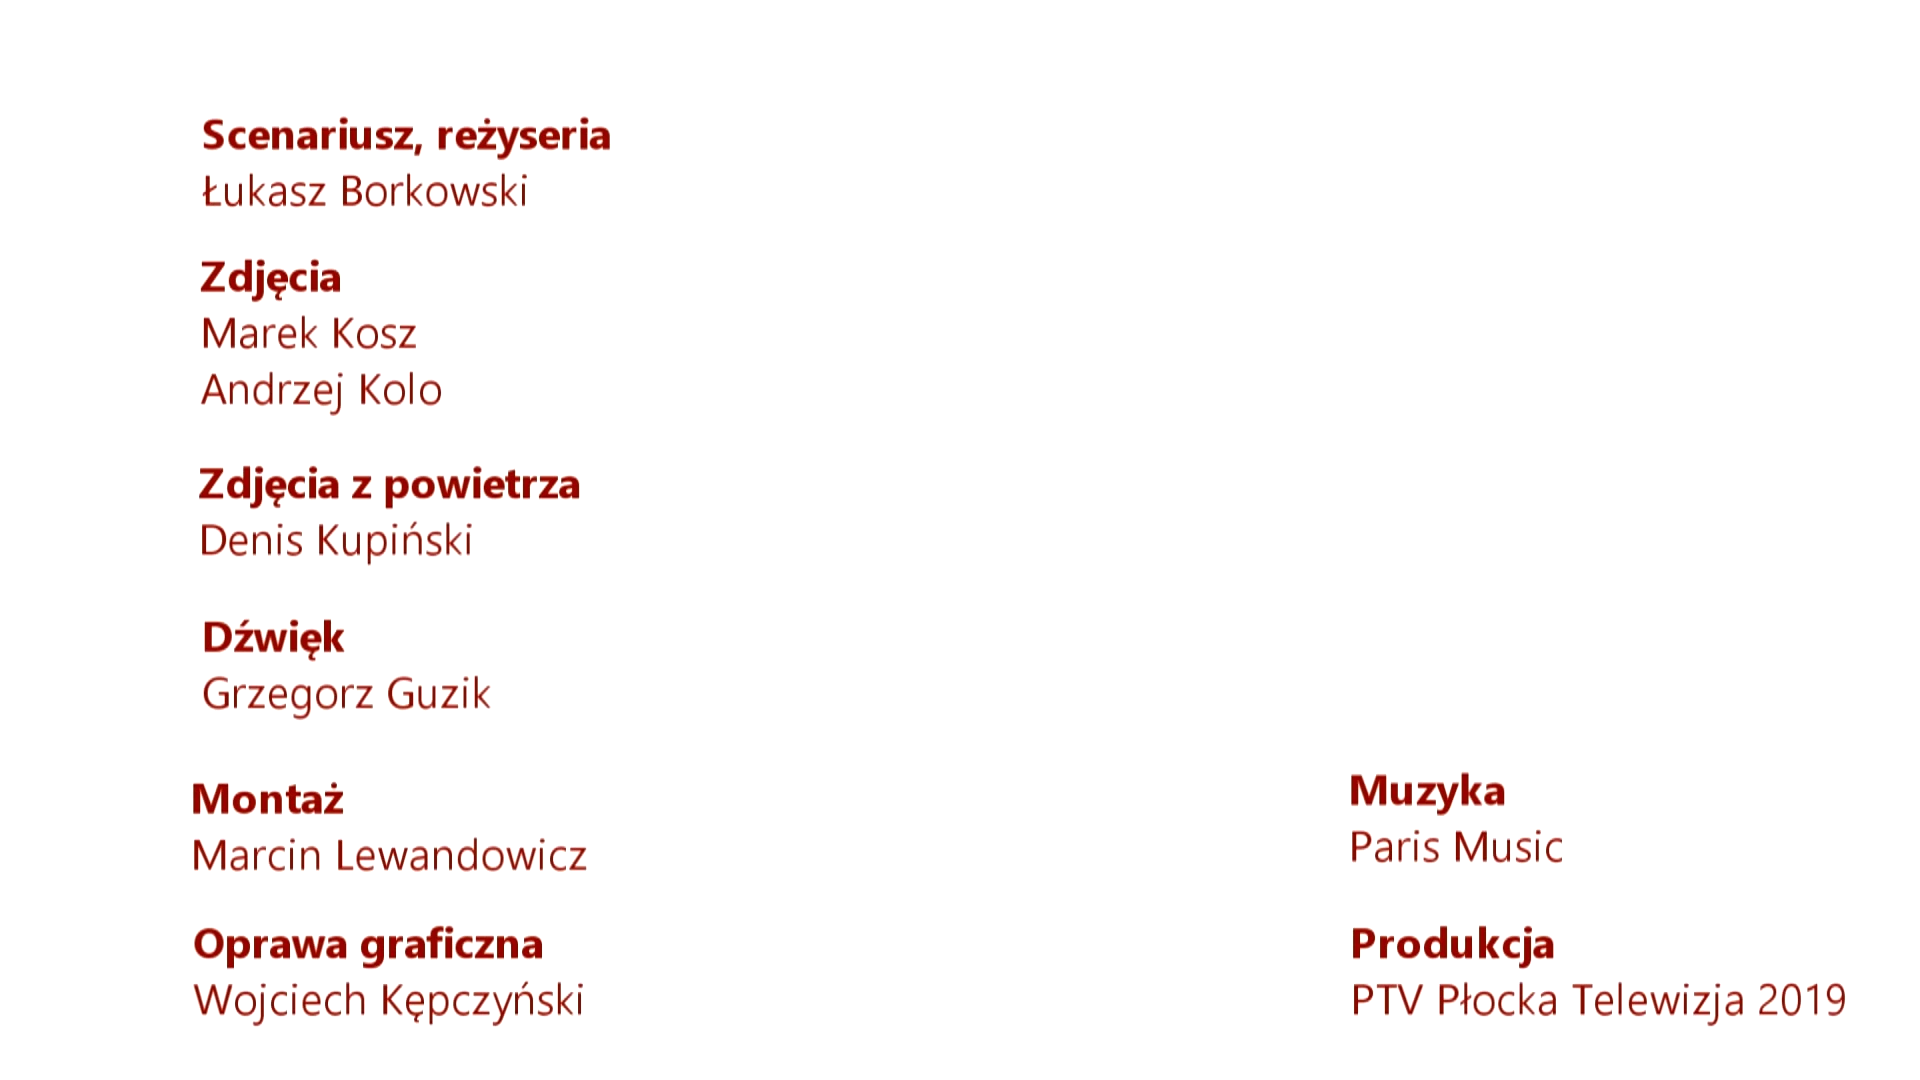 Scenariusz, reżyseria
Łukasz Borkowski
Zdjęcia
Marek Kosz
Andrzej Kolo
Zdjęcia z powietrza
Denis Kupiński
Dźwięk
Grzegorz Guzik
Montaż
Marcin Lewandowicz
Oprawa graficzna
Wojciech Kępczyński
Muzyka
Paris Music
Produkcja
PTV Płocka Telewizja 2019